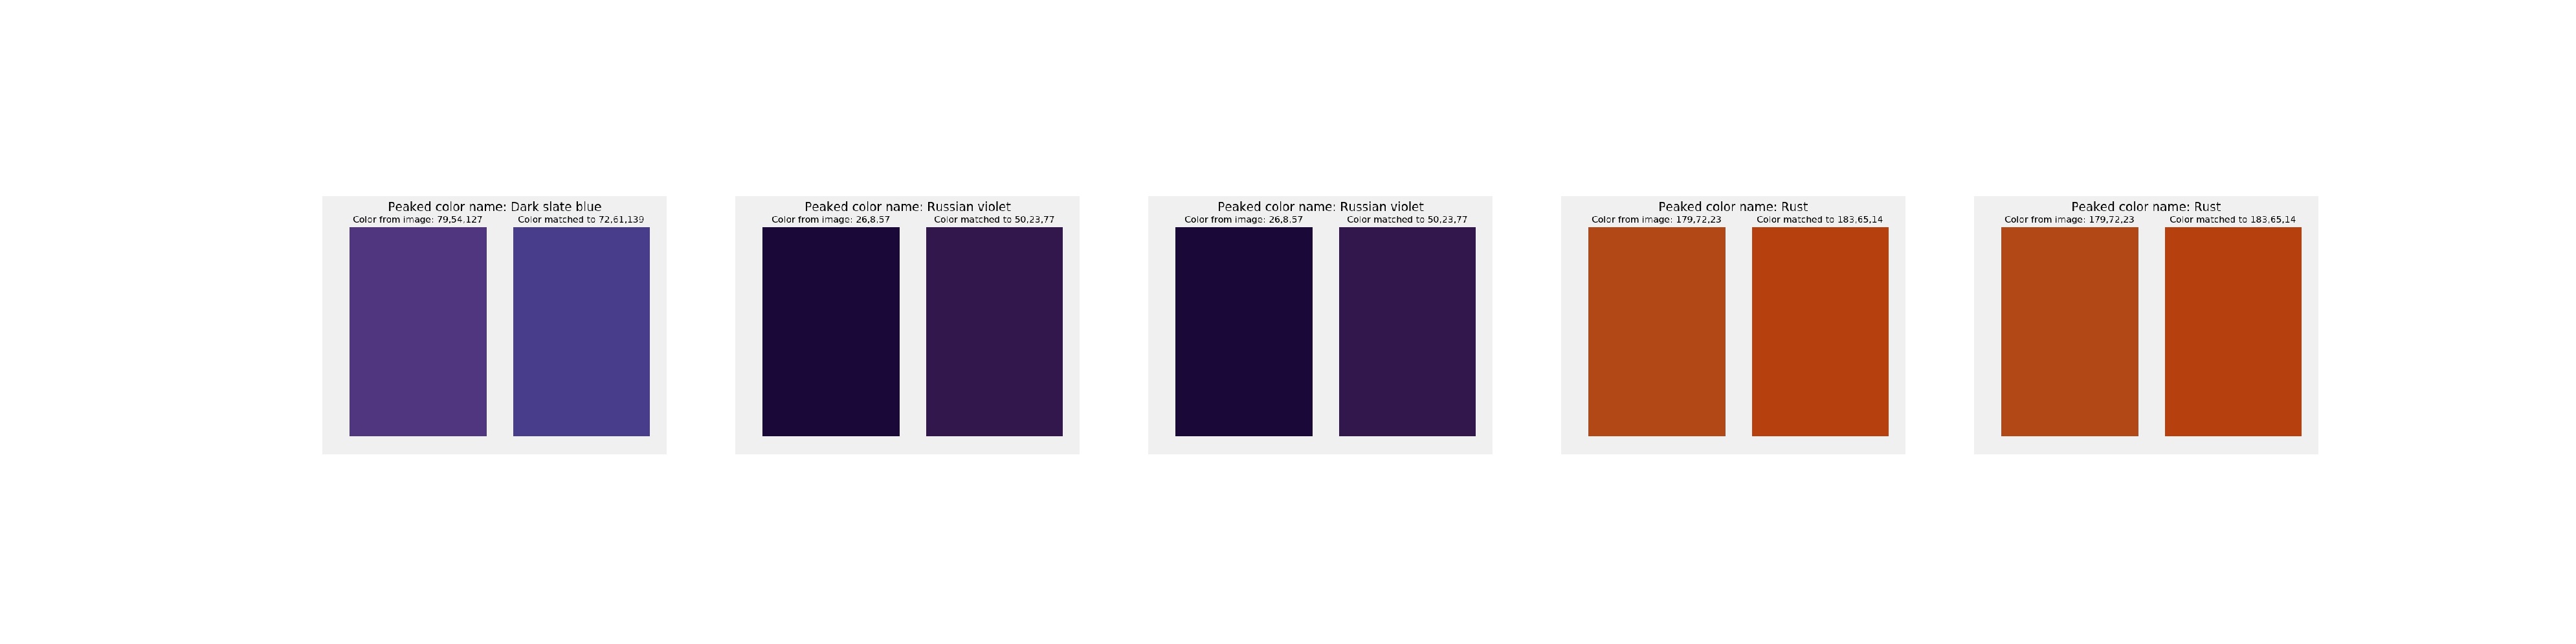 Peaked color name: Dark slate blue
Color from image: 79,54,127
Color matched to 72,61,139
Peaked color name: Russian violet
Color from image: 26,8,57
Color matched to 50,23,77
Peaked color name: Russian violet
Color from image: 26,8,57
Color matched to 50,23,77
Peaked color name: Rust
Color from image: 179,72,23
Color matched to 183,65,14
Peaked color name: Rust
Color from image: 179,72,23
Color matched to 183,65,14